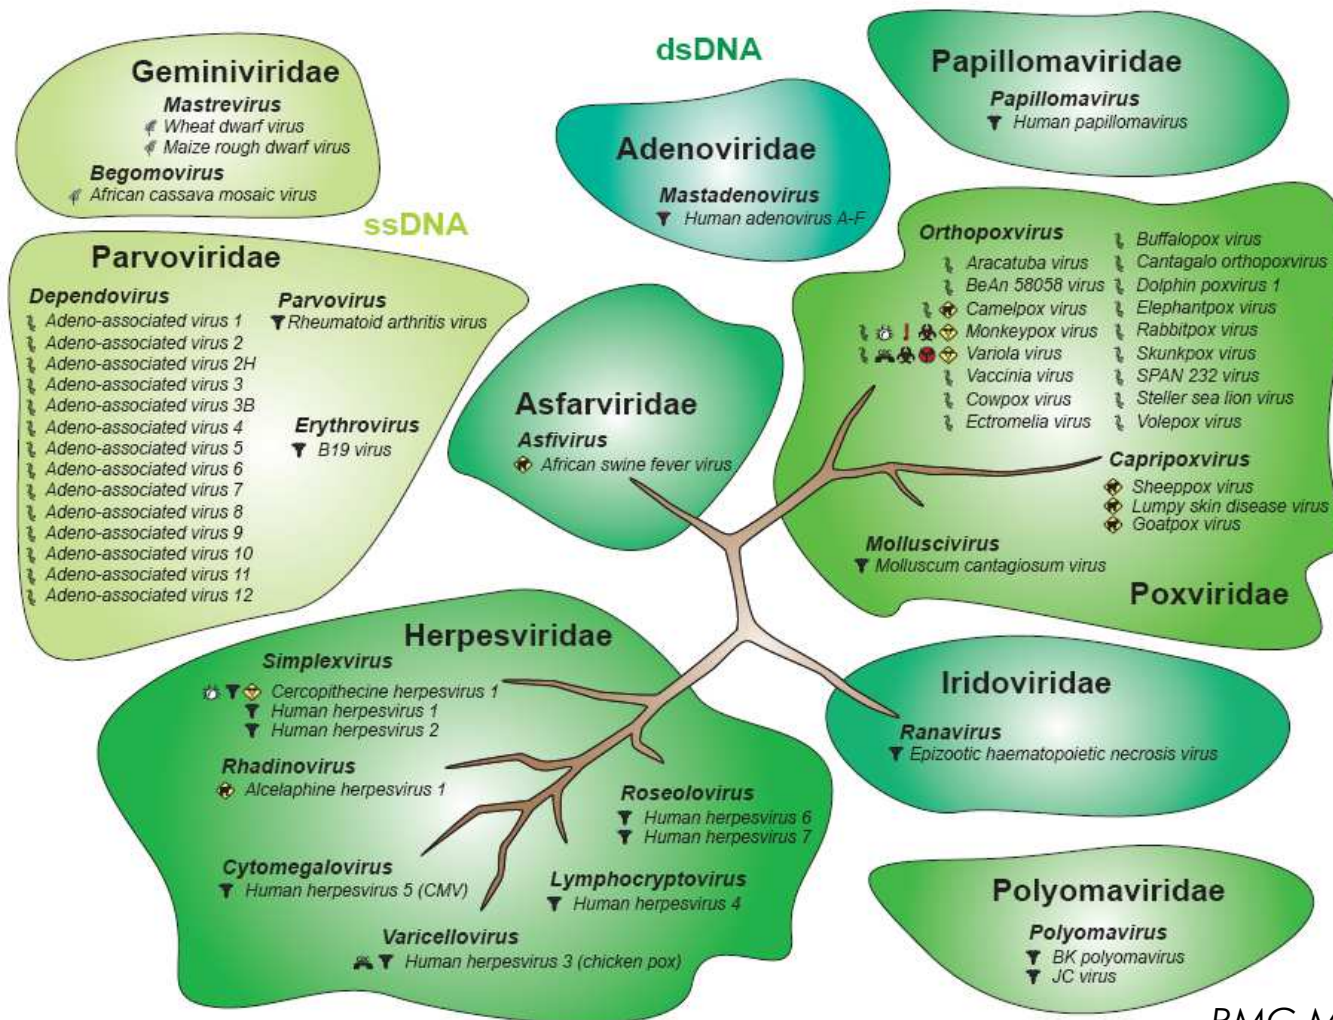 Geminiviridae
Mastrevirus
Wheat dwarf virus
Maize rough dwarf virus
Begomovirus
African cassava mosaic virus
ssDNA
Parvoviridae
Dependovirus
Adeno-associated virus 1
Adeno-associated virus 2
Adeno-associated virus 2H
Adeno-associated virus 3
Adeno-associated virus 3B
Adeno-associated virus 4
Adeno-associated virus 5
Adeno-associated virus 6
Adeno-associated virus 7
Adeno-associated virus 8
Adeno-associated virus 9
Adeno-associated virus 10
Adeno-associated virus 11
Adeno-associated virus 12
Parvovirus
Rheumatoid arthritis virus
Erythrovirus
B19 virus
dsDNA
Adenoviridae
Mastadenovirus
Human adenovirus A-F
Papillomaviridae
Papillomavirus
Human papillomavirus
Asfarviridae
Asfivirus
African swine fever virus
Orthopoxvirus
Aracatuba virus
BeAn 58058 virus
Camelpox virus
Monkeypox virus
Variola virus
Vaccinia virus
Cowpox virus
Ectromelia virus
Buffalopox virus
Cantagalo orthopoxvirus
Dolphin poxvirus 1
Elephantpox virus
Rabbitpox virus
Skunkpox virus
SPAN 232 virus
Steller sea lion virus
Volepox virus
Capripoxvirus
Sheeppox virus
Lumpy skin disease virus
Goatpox virus
Molluscivirus
Molluscum cantagiosum virus
Poxviridae
Herpesviridae
Simplexvirus
Cercopithecine herpesvirus 1
Human herpesvirus 1
Human herpesvirus 2
Rhadinovirus
Alcelaphine herpesvirus 1
Roseolovirus
Human herpesvirus 6
Human herpesvirus 7
Cytomegalovirus
Human herpesvirus 5 (CMV)
Lymphocryptovirus
Human herpesvirus 4
Varicellovirus
Human herpesvirus 3 (chicken pox)
Iridoviridae
Ranavirus
Epizootic haematopoietic necrosis virus
Polyomaviridae
Polyomavirus
BK polyomavirus
JC virus